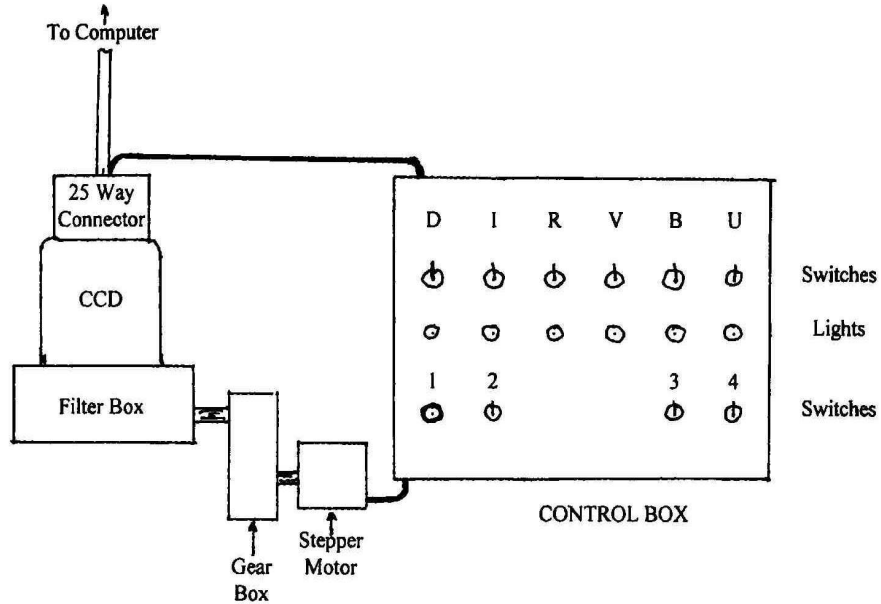 To Computer
25 Way
Connector
CCD
Filter Box
Gear
Box
Stepper
Motor
D I R V B U
Switches
Lights
1 2 3 4
Switches
CONTROL BOX